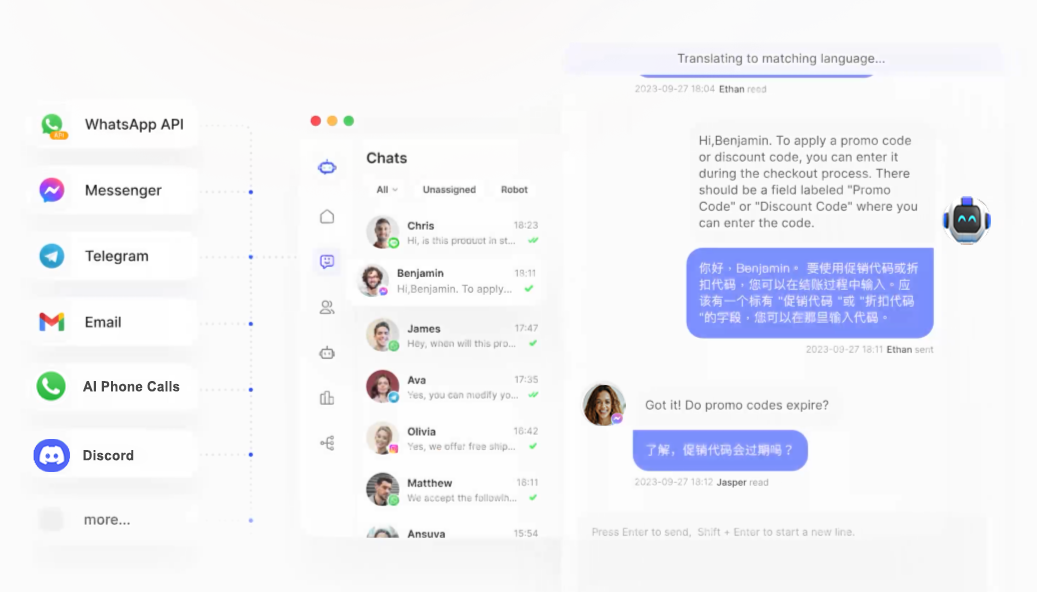 WhatsApp API
Messenger
Telegram
Email
AI Phone Calls
Discord
more...
Chats
All Unassigned Robot
Chris 18:23
Hi, is this product in st...
Benjamin 18:11
Hi,Benjamin. To apply...
James 17:47
Hey, when will this pro...
Ava 17:35
Yes, you can modify yo...
Olivia 16:42
Yes, we offer free ship...
Matthew 16:11
We accept the followin...
Ansuya 15:54
Translating to matching language...
2023-09-27 18:04 Ethan read
Hi,Benjamin. To apply a promo code
or discount code, you can enter it
during the checkout process. There
should be a field labeled "Promo
Code" or "Discount Code" where you
can enter the code.
你好，Benjamin。 要使用促销代码或折
扣代码，您可以在结账过程中输入。应
该有一个标有 "促销代码 "或 "折扣代码
"的字段，您可以在那里输入代码。
2023-09-27 18:11 Ethan sent
Got it! Do promo codes expire?
了解，促销代码会过期吗？
2023-09-27 18:12 Jasper read
Press Enter to send, Shift + Enter to start a new line.